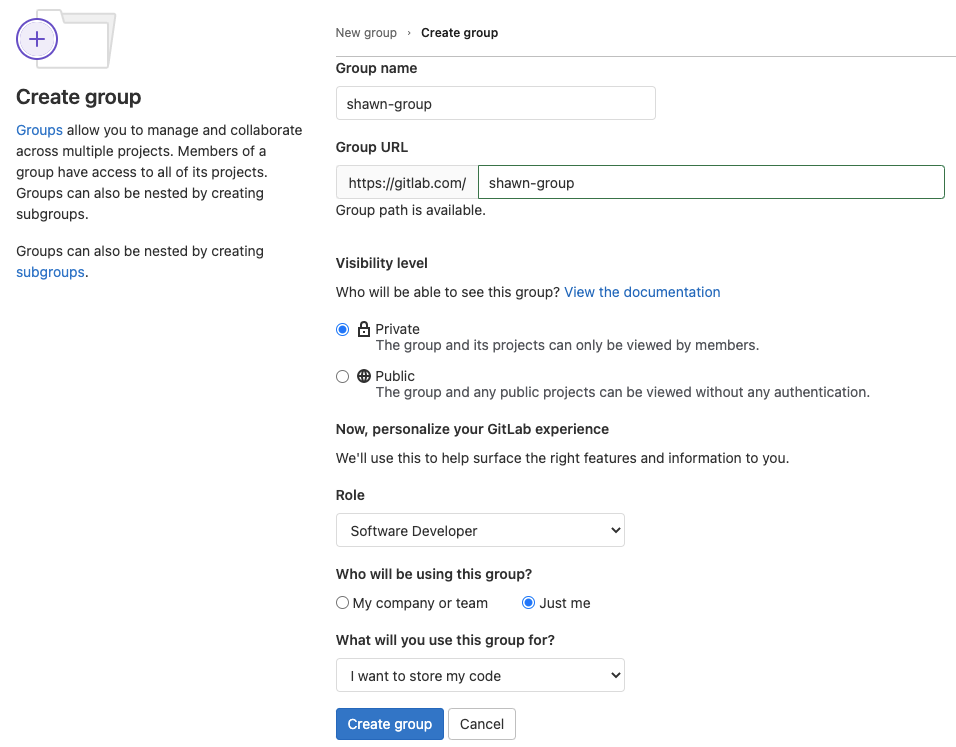 Create group
Groups allow you to manage and collaborate
across multiple projects. Members of a
group have access to all of its projects.
Groups can also be nested by creating
subgroups.
Groups can also be nested by creating
subgroups.
New group › Create group
Group name
shawn-group
Group URL
https://gitlab.com/ shawn-group
Group path is available.
Visibility level
Who will be able to see this group? View the documentation
Private
The group and its projects can only be viewed by members.
Public
The group and any public projects can be viewed without any authentication.
Now, personalize your GitLab experience
We'll use this to help surface the right features and information to you.
Role
Software Developer
Who will be using this group?
My company or team Just me
What will you use this group for?
I want to store my code
Create group Cancel